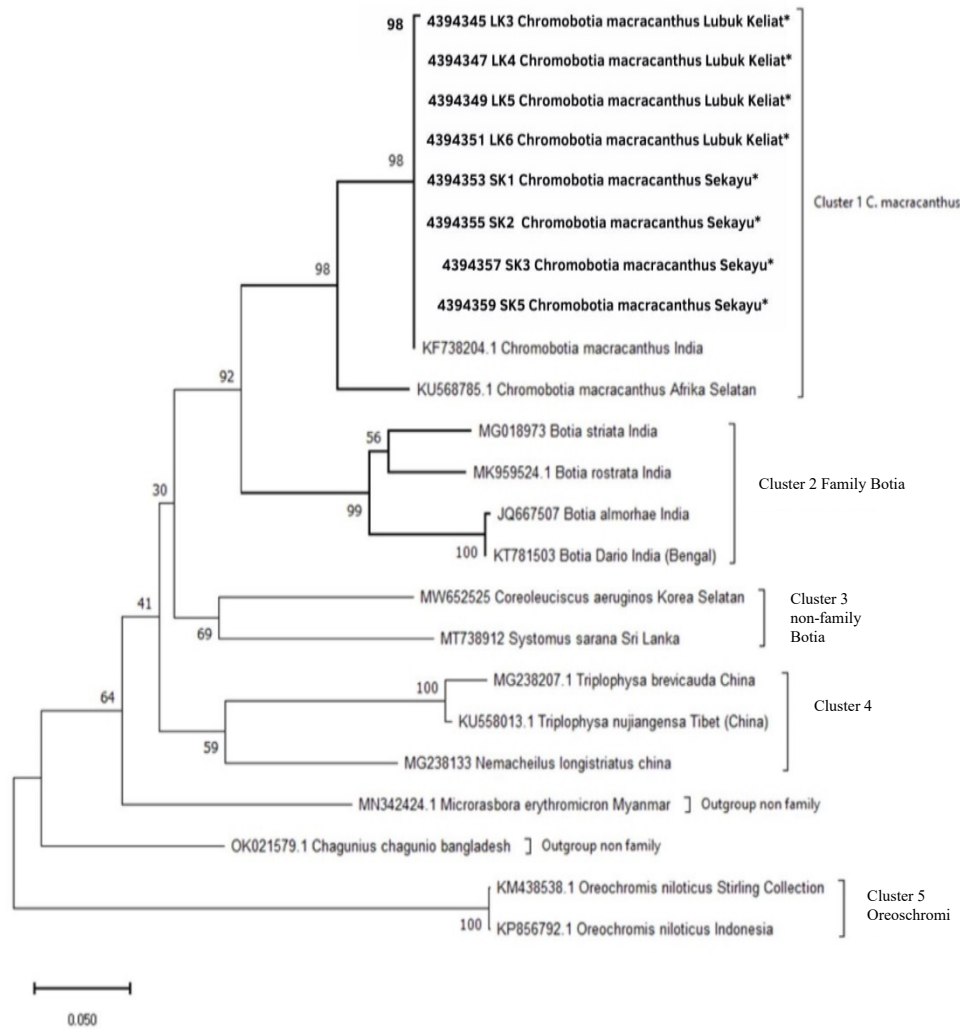 98
4394345 LK3 Chromobotia macracanthus Lubuk Keliat*
4394347 LK4 Chromobotia macracanthus Lubuk Keliat*
4394349 LK5 Chromobotia macracanthus Lubuk Keliat*
4394351 LK6 Chromobotia macracanthus Lubuk Keliat*
98
4394353 SK1 Chromobotia macracanthus Sekayu*
Cluster 1 C. macracanthus
4394355 SK2 Chromobotia macracanthus Sekayu*
4394357 SK3 Chromobotia macracanthus Sekayu*
98
4394359 SK5 Chromobotia macracanthus Sekayu*
KF738204.1 Chromobotia macracanthus India
92
KU568785.1 Chromobotia macracanthus Afrika Selatan
MG018973 Botia striata India
56
MK959524.1 Botia rostrata India
Cluster 2 Family Botia
30
99
JQ667507 Botia almorhae India
100
KT781503 Botia Dario India (Bengal)
41
MW652525 Coreoleuciscus aeruginos Korea Selatan
Cluster 3
non-family
Botia
69
MT738912 Systomus sarana Sri Lanka
100
MG238207.1 Triplophysa brevicauda China
64
Cluster 4
KU558013.1 Triplophysa nujiangensa Tibet (China)
59
MG238133 Nemacheilus longistriatus china
MN342424.1 Microrasbora erythromicron Myanmar
Outgroup non family
OK021579.1 Chagunius chagunio bangladesh
Outgroup non family
KM438538.1 Oreochromis niloticus Stirling Collection
Cluster 5
Oreoschromi
100
KP856792.1 Oreochromis niloticus Indonesia
0.050